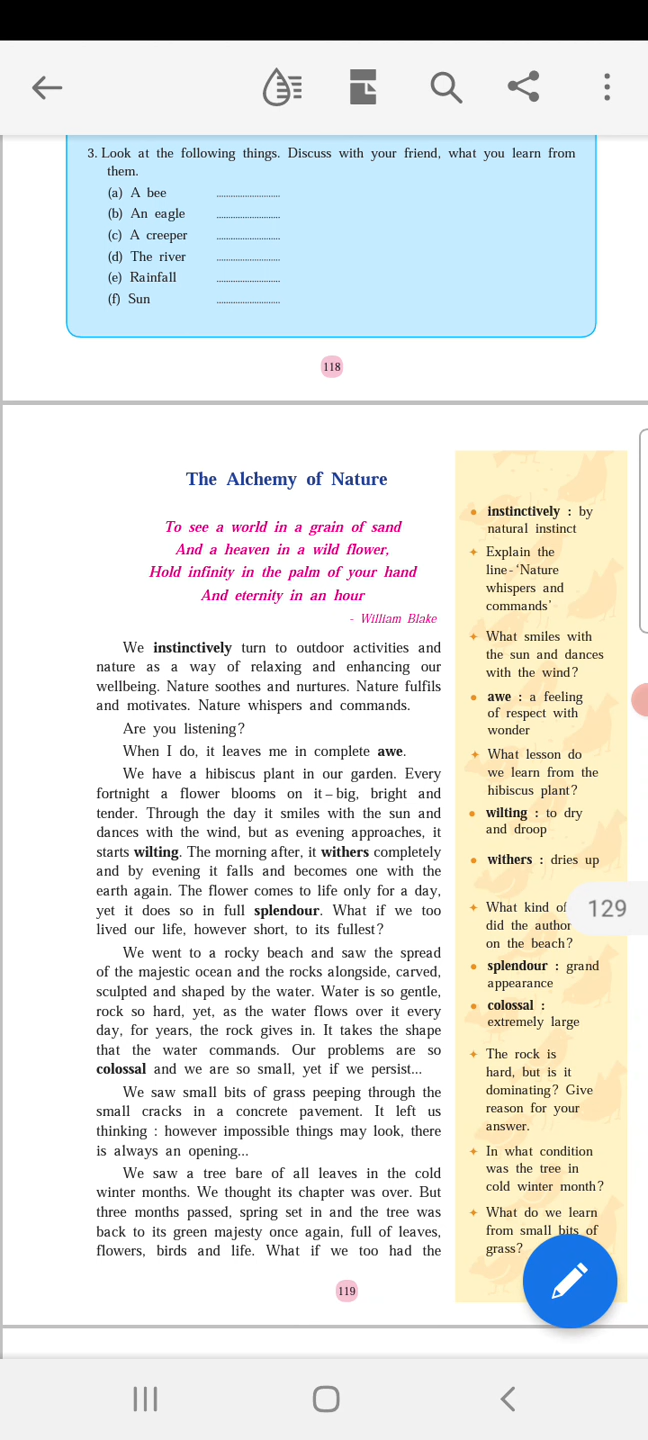 3. Look at the following things. Discuss with your friend, what you learn from
them.
(a) A bee ..........................
(b) An eagle ..........................
(c) A creeper ..........................
(d) The river ..........................
(e) Rainfall ..........................
(f) Sun ..........................
118
The Alchemy of Nature
To see a world in a grain of sand
And a heaven in a wild flower,
Hold infinity in the palm of your hand
And eternity in an hour
- William Blake
We instinctively turn to outdoor activities and
nature as a way of relaxing and enhancing our
wellbeing. Nature soothes and nurtures. Nature fulfils
and motivates. Nature whispers and commands.
Are you listening?
When I do, it leaves me in complete awe.
We have a hibiscus plant in our garden. Every
fortnight a flower blooms on it – big, bright and
tender. Through the day it smiles with the sun and
dances with the wind, but as evening approaches, it
starts wilting. The morning after, it withers completely
and by evening it falls and becomes one with the
earth again. The flower comes to life only for a day,
yet it does so in full splendour. What if we too
lived our life, however short, to its fullest?
We went to a rocky beach and saw the spread
of the majestic ocean and the rocks alongside, carved,
sculpted and shaped by the water. Water is so gentle,
rock so hard, yet, as the water flows over it every
day, for years, the rock gives in. It takes the shape
that the water commands. Our problems are so
colossal and we are so small, yet if we persist...
We saw small bits of grass peeping through the
small cracks in a concrete pavement. It left us
thinking : however impossible things may look, there
is always an opening...
We saw a tree bare of all leaves in the cold
winter months. We thought its chapter was over. But
three months passed, spring set in and the tree was
back to its green majesty once again, full of leaves,
flowers, birds and life. What if we too had the
119
instinctively : by
natural instinct
Explain the
line - ‘Nature
whispers and
commands’
What smiles with
the sun and dances
with the wind?
awe : a feeling
of respect with
wonder
What lesson do
we learn from the
hibiscus plant?
wilting : to dry
and droop
withers : dries up
What kind of
did the author
on the beach?
splendour : grand
appearance
colossal :
extremely large
The rock is
hard, but is it
dominating? Give
reason for your
answer.
In what condition
was the tree in
cold winter month?
What do we learn
from small bits of
grass?
129